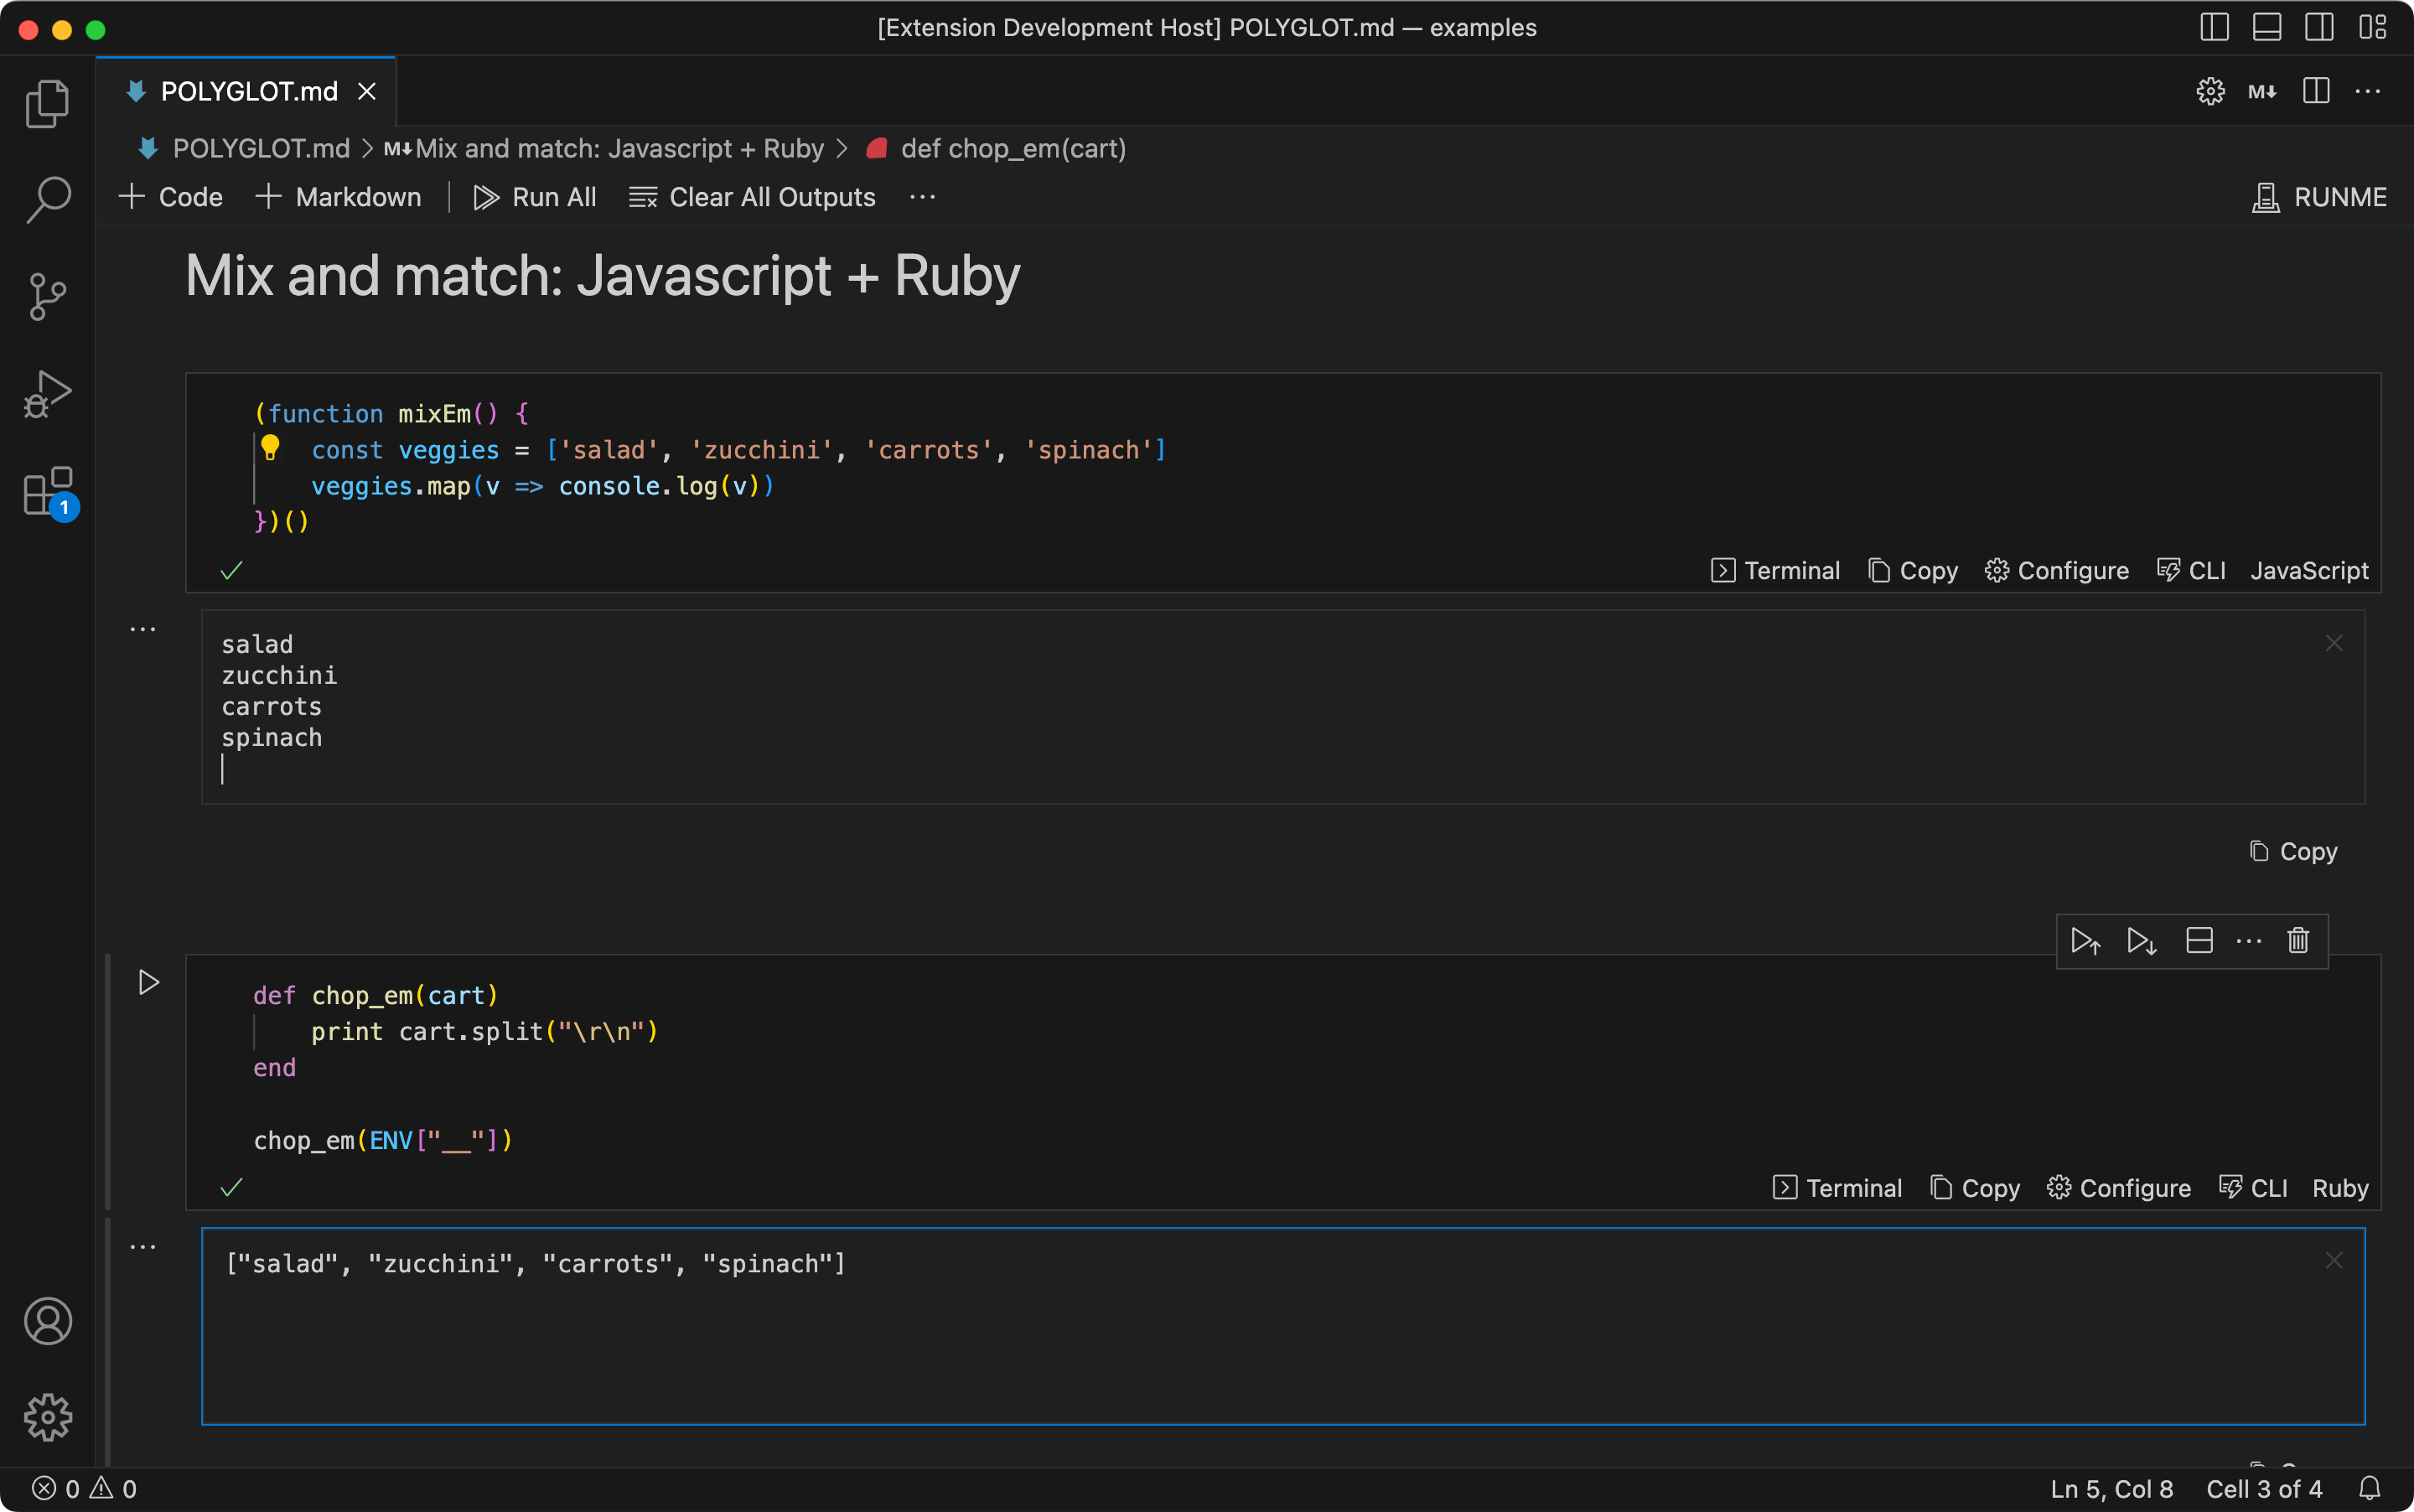 [Extension Development Host] POLYGLOT.md — examples
POLYGLOT.md
M↓
POLYGLOT.md > M↓ Mix and match: Javascript + Ruby > def chop_em(cart)
+ Code + Markdown | Run All Clear All Outputs ··· RUNME
Mix and match: Javascript + Ruby
(function mixEm() {
    const veggies = ['salad', 'zucchini', 'carrots', 'spinach']
    veggies.map(v => console.log(v))
})()
Terminal Copy Configure CLI JavaScript
salad
zucchini
carrots
spinach
Copy
def chop_em(cart)
    print cart.split("\r\n")
end
chop_em(ENV["__"])
Terminal Copy Configure CLI Ruby
["salad", "zucchini", "carrots", "spinach"]
1
0 0 Ln 5, Col 8 Cell 3 of 4